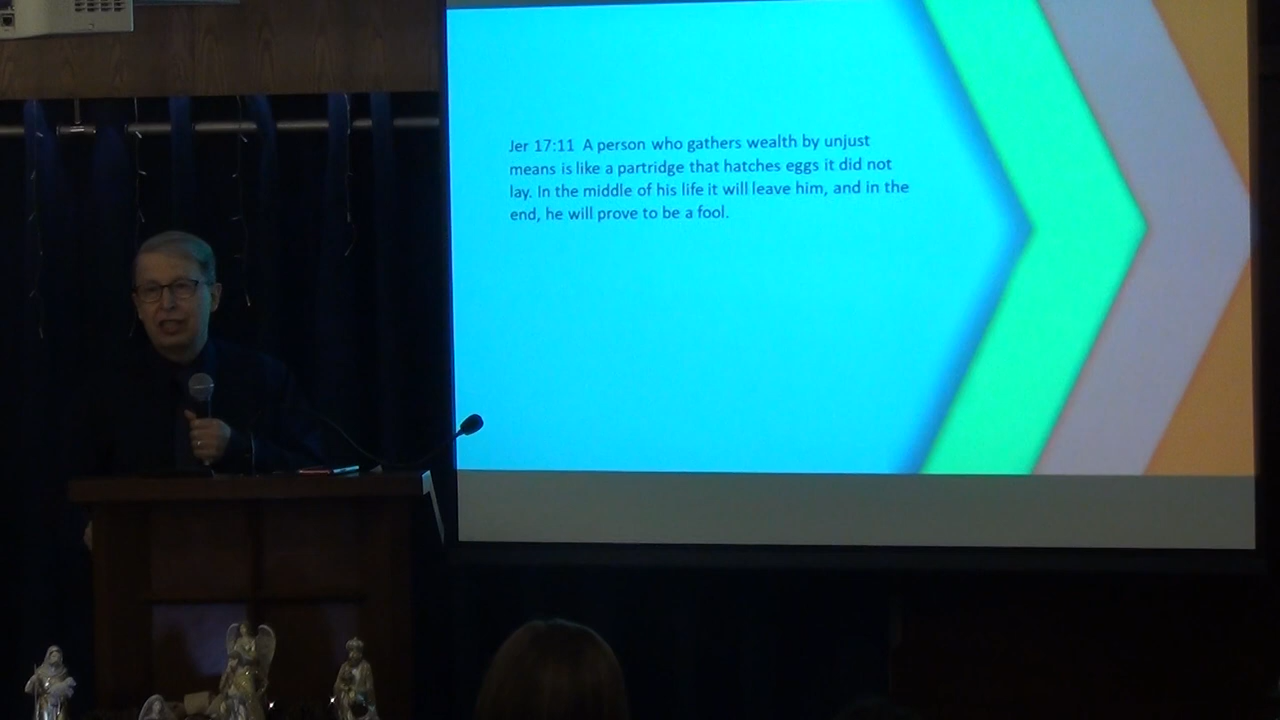 Jer 17:11 A person who gathers wealth by unjust
means is like a partridge that hatches eggs it did not
lay. In the middle of his life it will leave him, and in the
end, he will prove to be a fool.